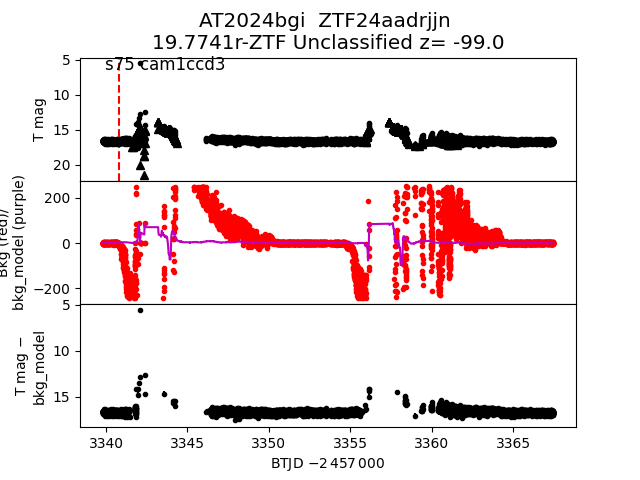 AT2024bgi  ZTF24aadrjjn
19.7741r-ZTF Unclassified z= -99.0
s75 cam1ccd3
T mag
5
10
15
20
Bkg (red)/
bkg_model (purple)
200
0
−200
T mag −
bkg_model
5
10
15
3340
3345
3350
3355
3360
3365
BTJD −2 457 000